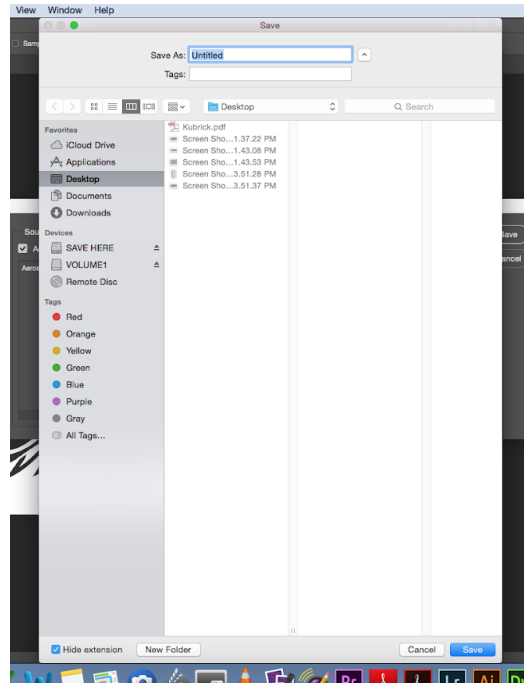 View Window Help
Save
Save As: Untitled
Tags:
Desktop
Search
Favorites
iCloud Drive
Applications
Desktop
Documents
Downloads
Devices
SAVE HERE
VOLUME1
Remote Disc
Tags
Red
Orange
Yellow
Green
Blue
Purple
Gray
All Tags...
Kubrick.pdf
Screen Sho...1.37.22 PM
Screen Sho...1.43.08 PM
Screen Sho...1.43.53 PM
Screen Sho...3.51.28 PM
Screen Sho...3.51.37 PM
Hide extension
New Folder
Cancel
Save
Pr
Lr
Ai